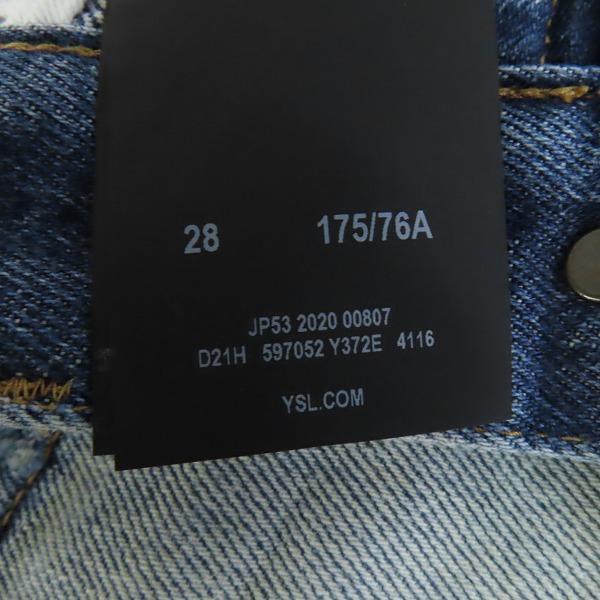 28 175/76A
JP53 2020 00807
D21H 597052 Y372E 4116
YSL.COM